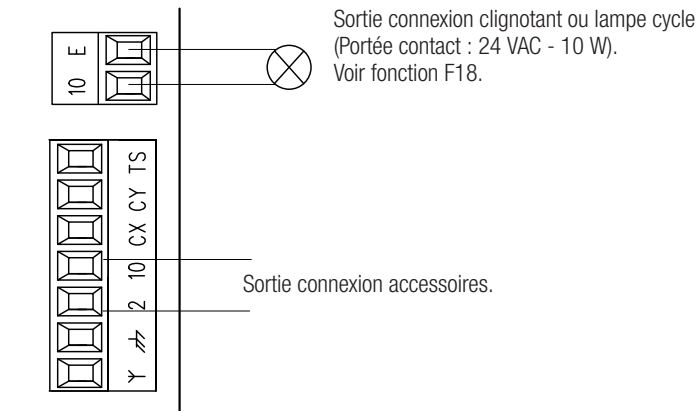 Sortie connexion clignotant ou lampe cycle
(Portée contact : 24 VAC - 10 W).
Voir fonction F18.
10 E
TS
CY
CX
10
2
Sortie connexion accessoires.